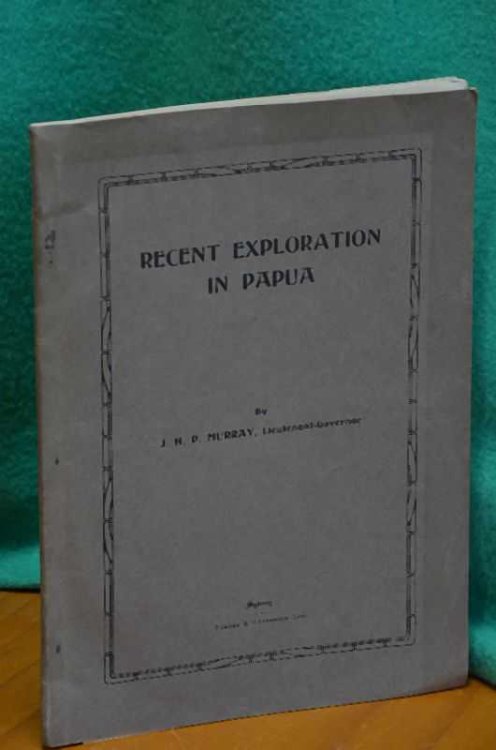 RECENT EXPLORATION
IN PAPUA
By
J. H. P. MURRAY, Lieutenant-Governor
Sydney